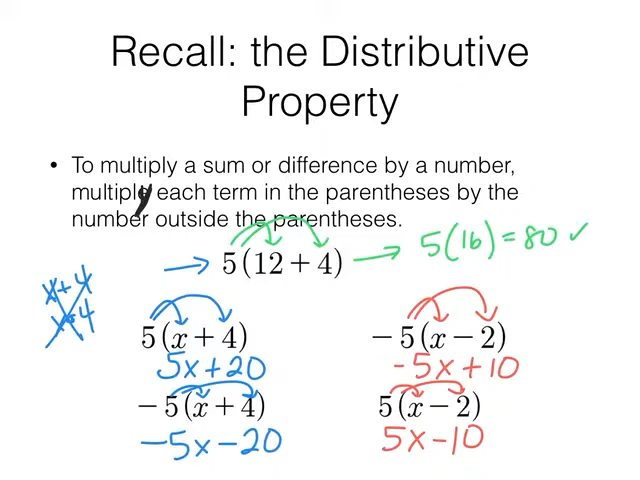 Recall: the Distributive
Property
• To multiply a sum or difference by a number,
multiply each term in the parentheses by the
number outside the parentheses.
→ 5(12 + 4) → 5(16) = 80 ✓
x+4
x+4
5(x + 4)
5x+20
−5(x + 4)
−5x−20
−5(x − 2)
-5x+10
5(x − 2)
5x-10